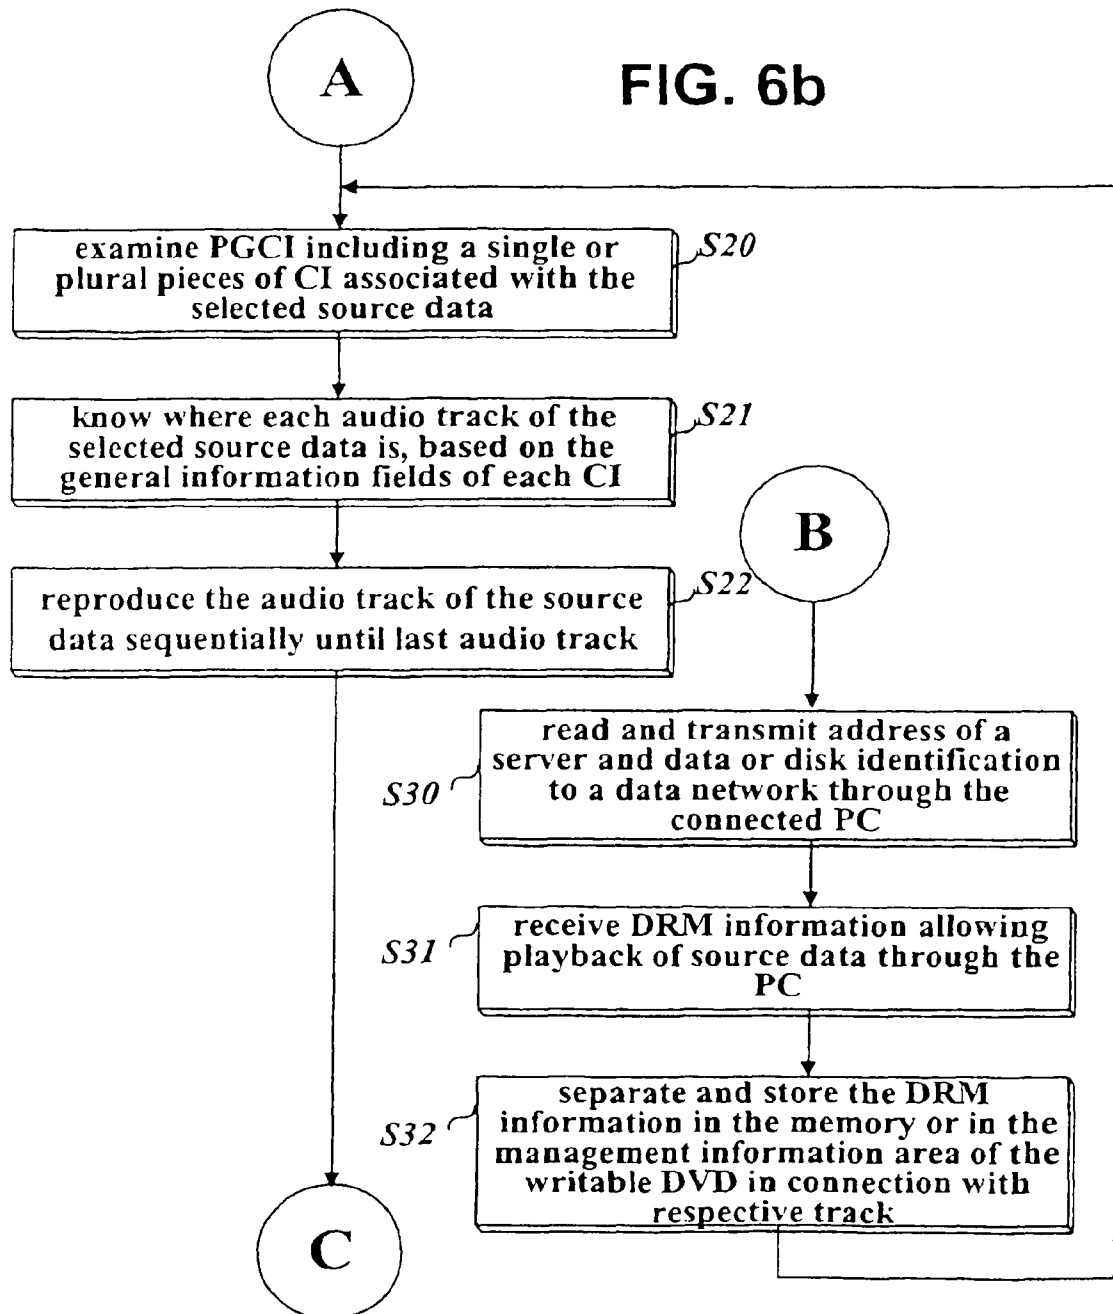 A
FIG. 6b
examine PGCI including a single or
plural pieces of CI associated with the
selected source data
S20
know where each audio track of the
selected source data is, based on the
general information fields of each CI
S21
reproduce the audio track of the source
data sequentially until last audio track
S22
B
read and transmit address of a
server and data or disk identification
to a data network through the
connected PC
S30
receive DRM information allowing
playback of source data through the
PC
S31
separate and store the DRM
information in the memory or in the
management information area of the
writable DVD in connection with
respective track
S32
C